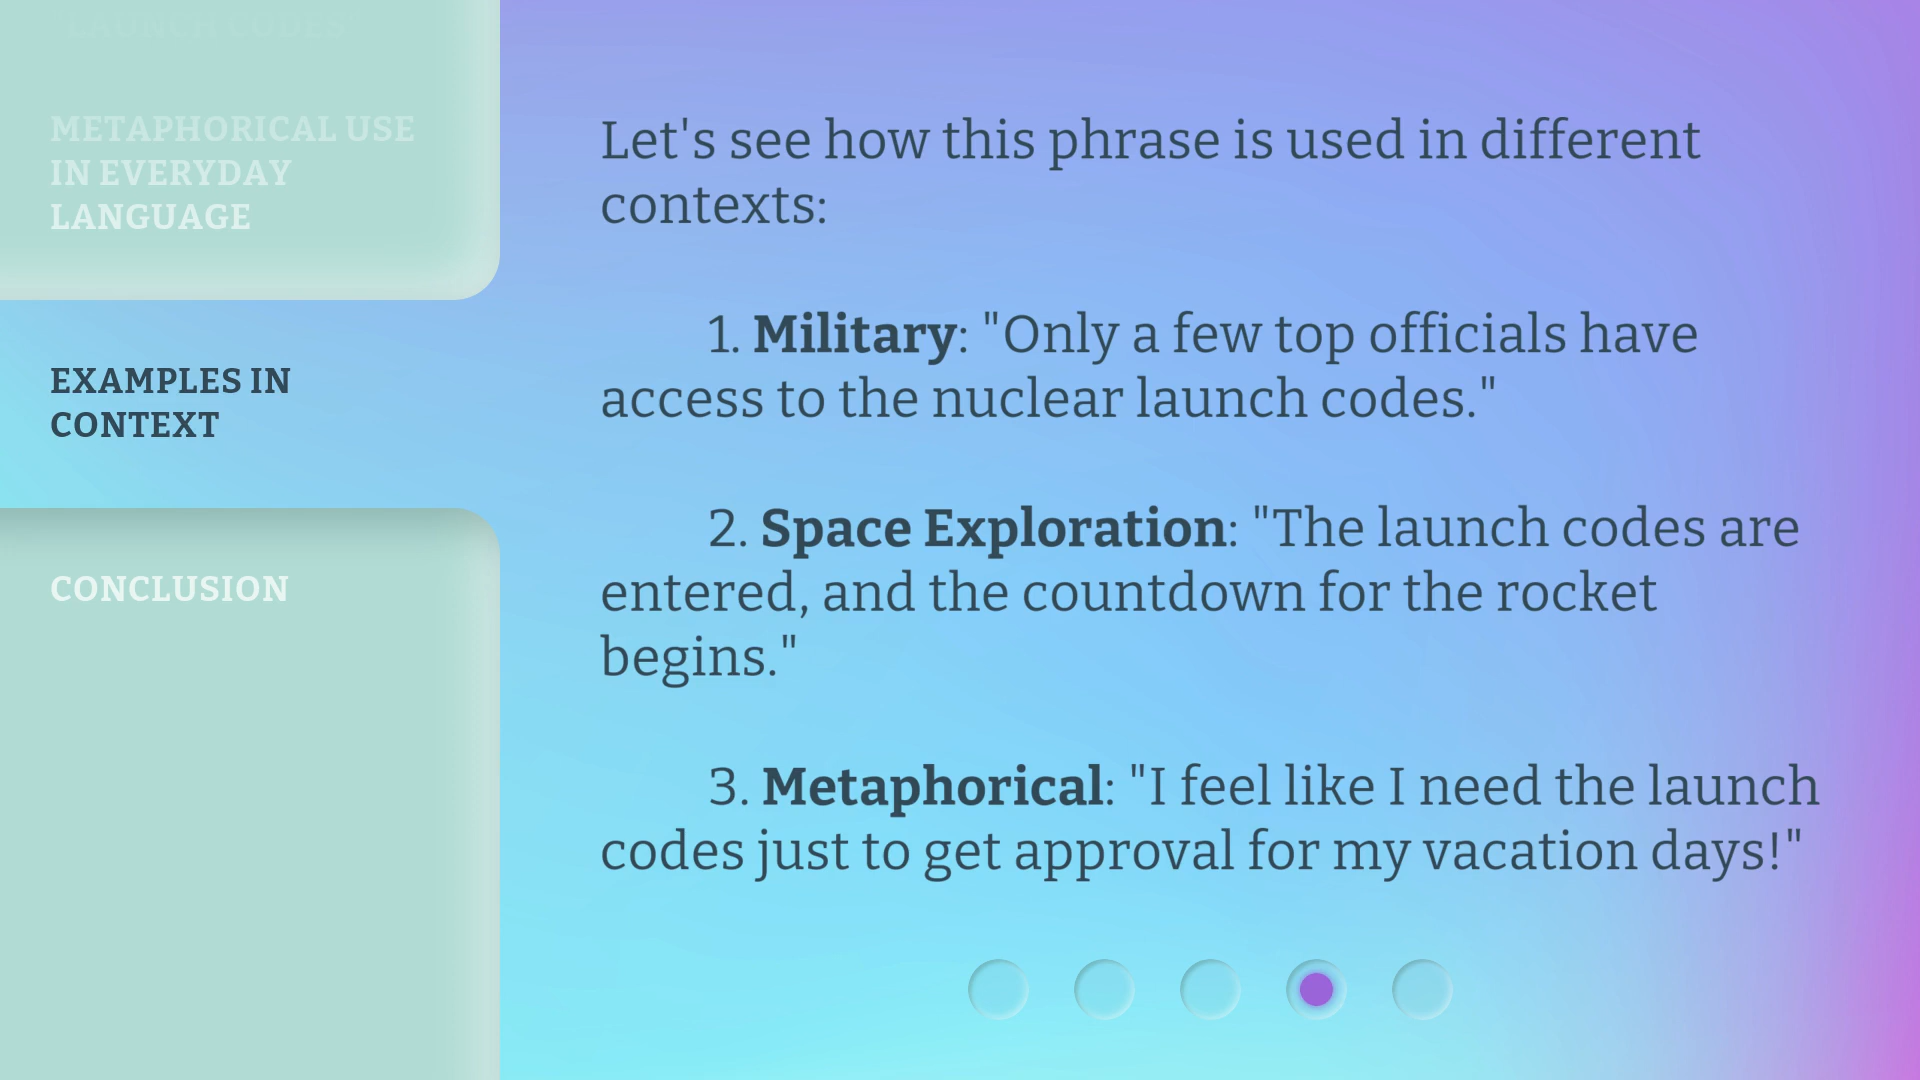 LAUNCH CODES
METAPHORICAL USE
IN EVERYDAY
LANGUAGE
EXAMPLES IN
CONTEXT
CONCLUSION
Let's see how this phrase is used in different
contexts:
1. Military: "Only a few top officials have
access to the nuclear launch codes."
2. Space Exploration: "The launch codes are
entered, and the countdown for the rocket
begins."
3. Metaphorical: "I feel like I need the launch
codes just to get approval for my vacation days!"